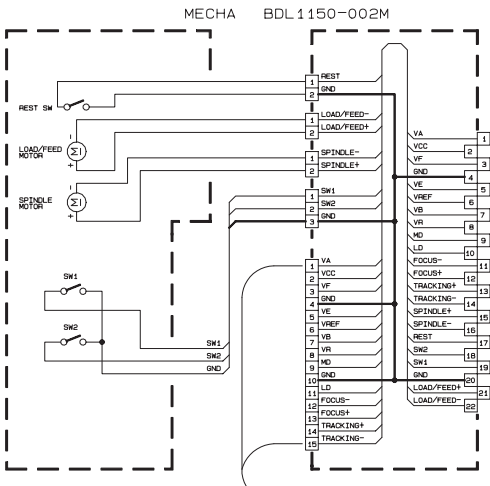 MECHA BDL1150-002M
REST SW
LOAD/FEED-
MOTOR
- M +
SPINDLE
MOTOR
- M +
SW1
SW2
SW1
SW2
GND
1 REST
2 GND
1 LOAD/FEED-
2 LOAD/FEED+
1 SPINDLE-
2 SPINDLE+
1 SW1
2 SW2
3 GND
1 VA
2 VCC
3 VF
4 GND
5 VE
6 VREF
7 VB
8 VR
9 MD
10 GND
11 LD
12 FOCUS-
13 FOCUS+
14 TRACKING+
15 TRACKING-
VA 1
VCC 2
VF 3
GND 4
VE 5
VREF 6
VB 7
VR 8
MD 9
LD 10
FOCUS- 11
FOCUS+ 12
TRACKING+ 13
TRACKING- 14
SPINDLE+ 15
SPINDLE- 16
REST 17
SW2 18
SW1 19
GND 20
LOAD/FEED+ 21
LOAD/FEED- 22